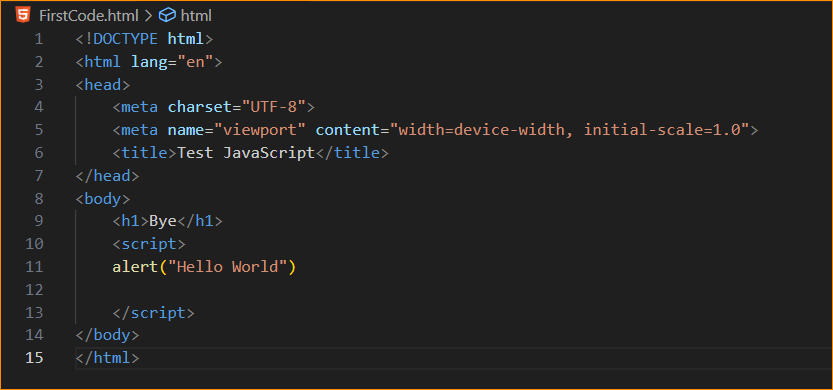 FirstCode.html > html
1 <!DOCTYPE html>
2 <html lang="en">
3 <head>
4     <meta charset="UTF-8">
5     <meta name="viewport" content="width=device-width, initial-scale=1.0">
6     <title>Test JavaScript</title>
7 </head>
8 <body>
9     <h1>Bye</h1>
10     <script>
11     alert("Hello World")
12
13     </script>
14 </body>
15 </html>